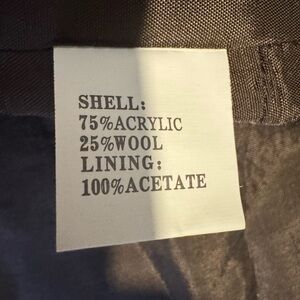 SHELL:
75%ACRYLIC
25%WOOL
LINING:
100%ACETATE